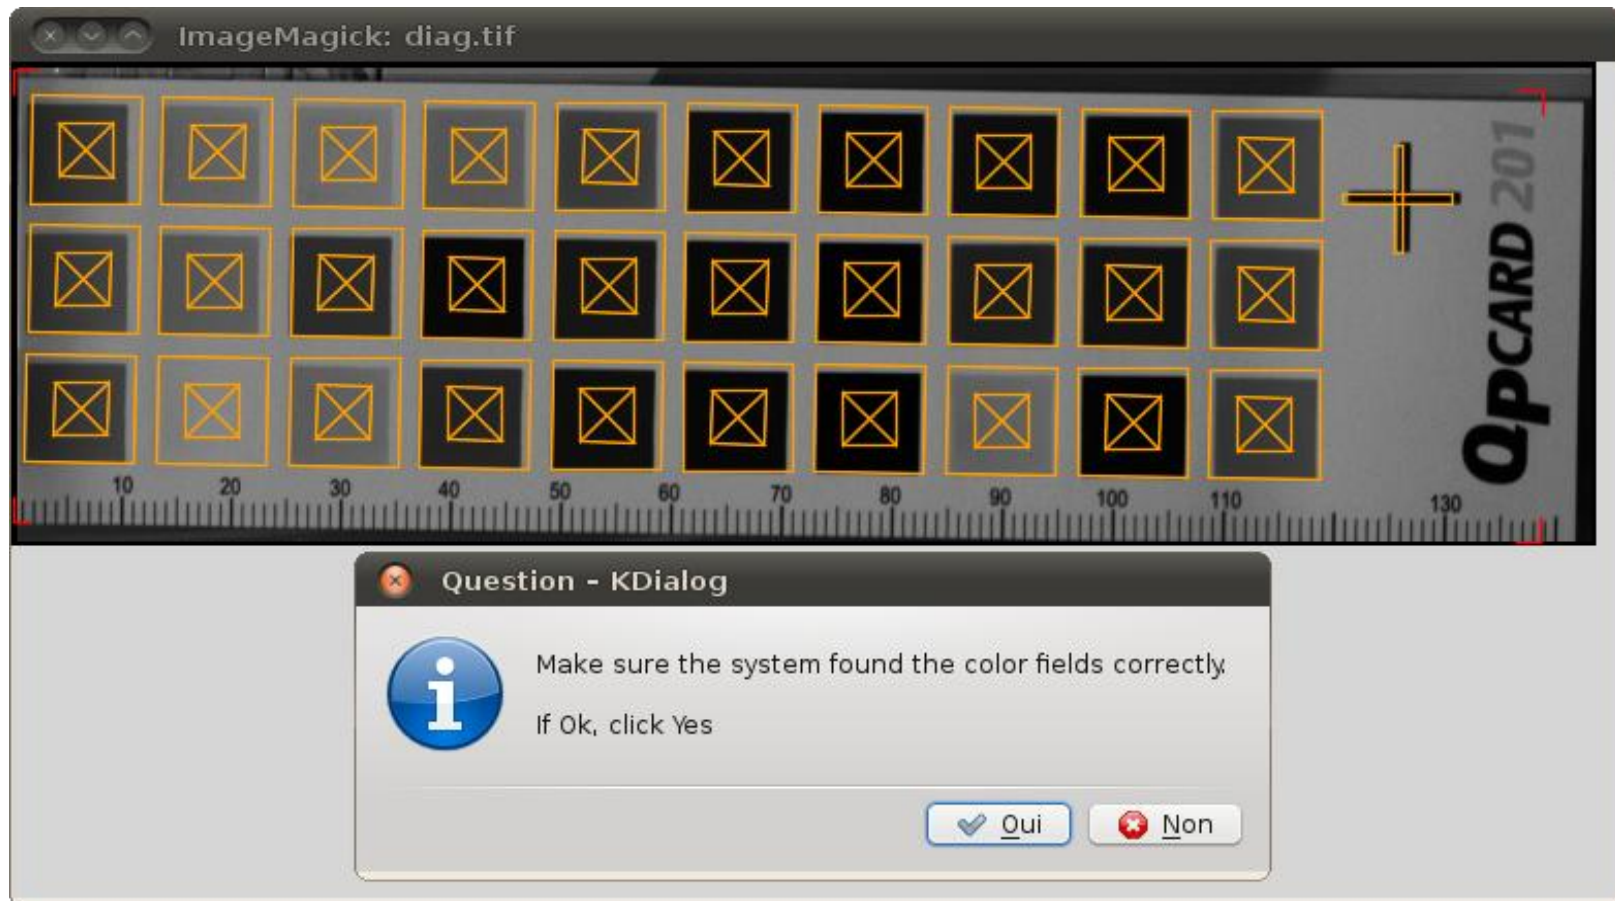 ImageMagick: diag.tif
QPCARD 201
10 20 30 40 50 60 70 80 90 100 110 130
Question – KDialog
Make sure the system found the color fields correctly.
If Ok, click Yes
Oui
Non